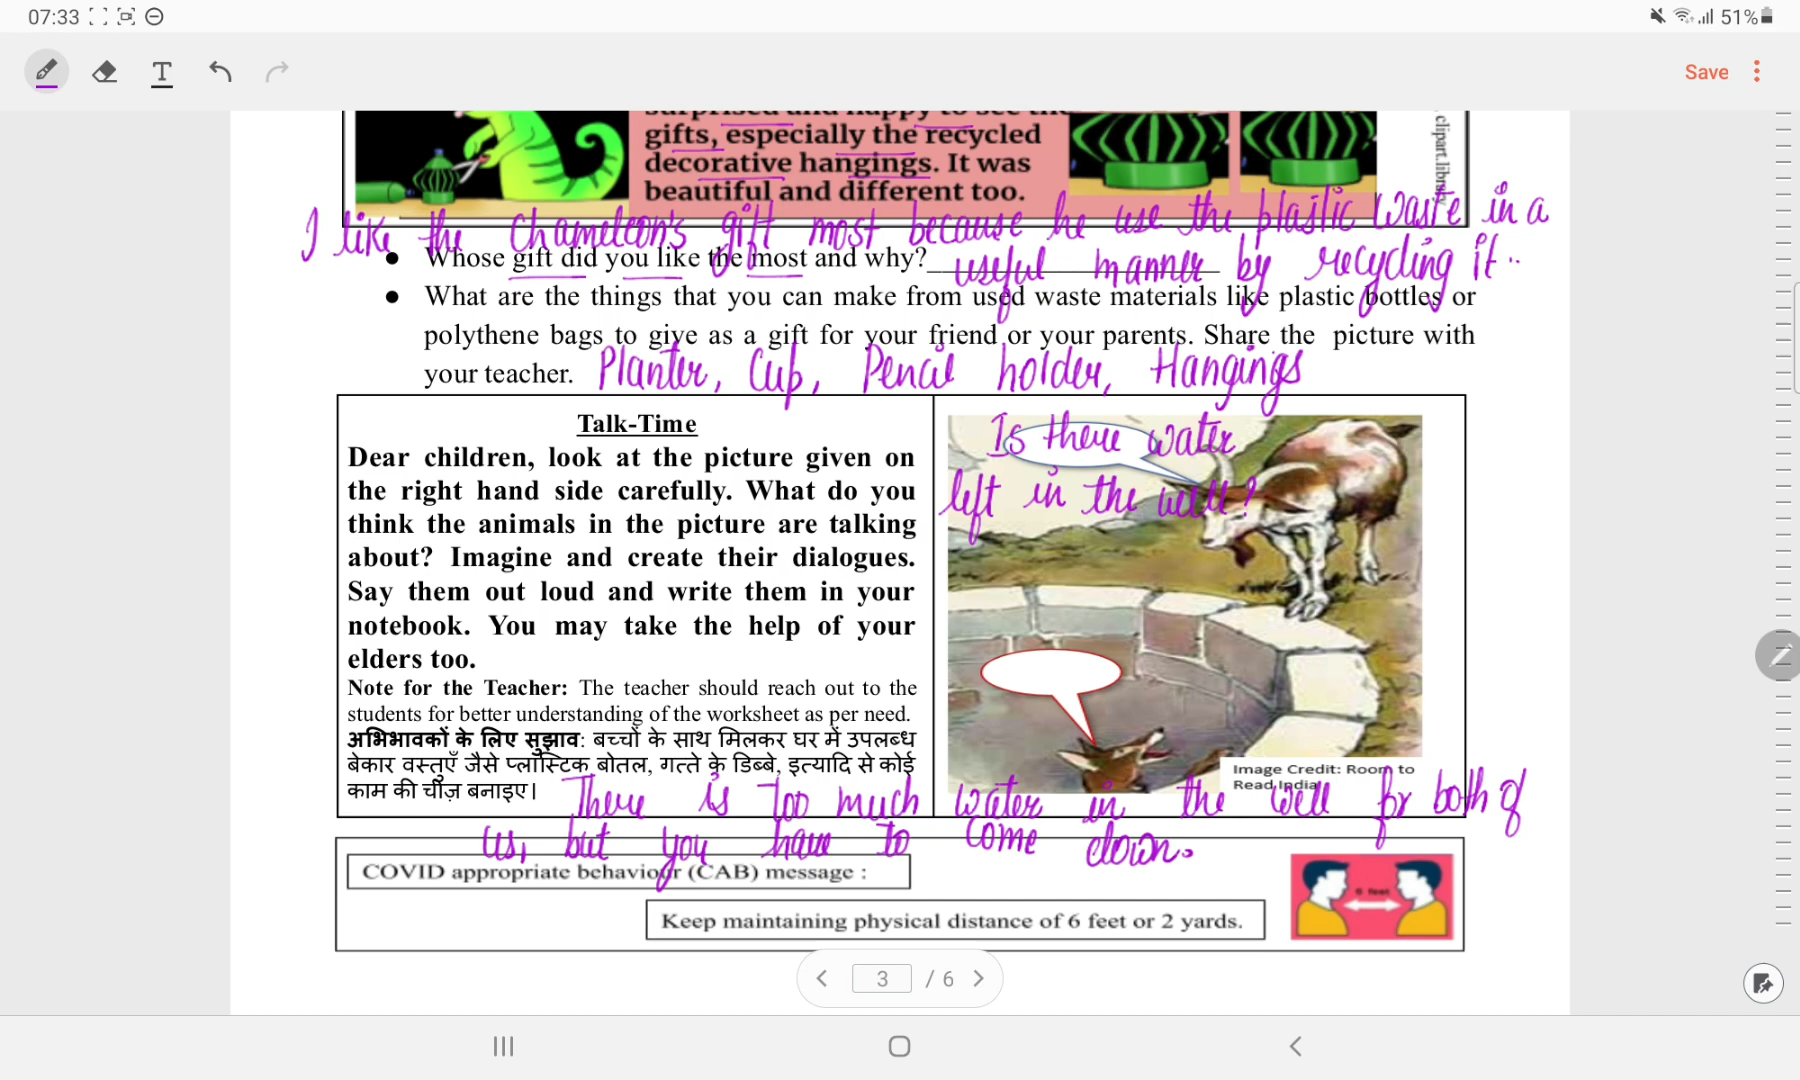 07:33
51%
Save
surprised and happy to see the
gifts, especially the recycled
decorative hangings. It was
beautiful and different too.
clipart.library
I like the Chameleon's gift most because he use the plastic waste in a
useful manner by recycling it..
● Whose gift did you like the most and why?
● What are the things that you can make from used waste materials like plastic bottles or
polythene bags to give as a gift for your friend or your parents. Share the picture with
your teacher.
Planter, Cup, Pencil holder, Hangings
Talk-Time
Dear children, look at the picture given on
the right hand side carefully. What do you
think the animals in the picture are talking
about? Imagine and create their dialogues.
Say them out loud and write them in your
notebook. You may take the help of your
elders too.
Note for the Teacher: The teacher should reach out to the
students for better understanding of the worksheet as per need.
अभिभावकों के लिए सुझाव: बच्चों के साथ मिलकर घर में उपलब्ध
बेकार वस्तुएँ जैसे प्लास्टिक बोतल, गत्ते के डिब्बे, इत्यादि से कोई
काम की चीज़ बनाइए।
Is there water
left in the well?
Image Credit: Room to
Read,India
There is too much water in the well for both of
us, but you have to come down.
COVID appropriate behaviour (CAB) message :
Keep maintaining physical distance of 6 feet or 2 yards.
6 feet
3 / 6